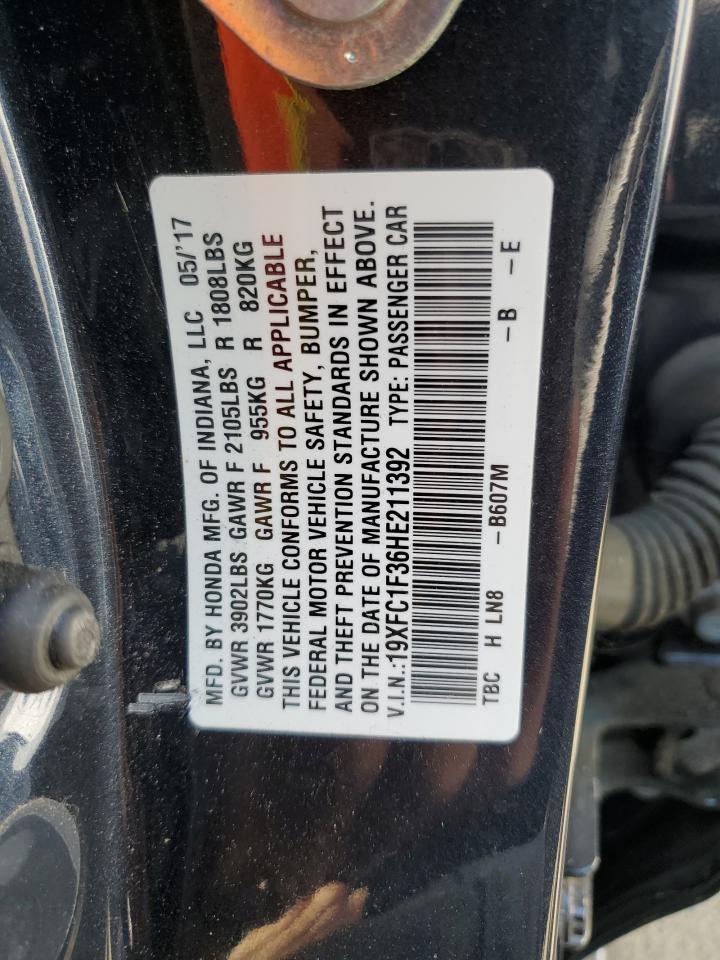 MFD. BY HONDA MFG. OF INDIANA, LLC 05/'17
GVWR 3902LBS GAWR F 2105LBS R 1808LBS
GVWR 1770KG GAWR F 955KG R 820KG
THIS VEHICLE CONFORMS TO ALL APPLICABLE
FEDERAL MOTOR VEHICLE SAFETY, BUMPER,
AND THEFT PREVENTION STANDARDS IN EFFECT
ON THE DATE OF MANUFACTURE SHOWN ABOVE.
V.I.N.:19XFC1F36HE211392 TYPE: PASSENGER CAR
TBC H LN8 -B607M -B -E